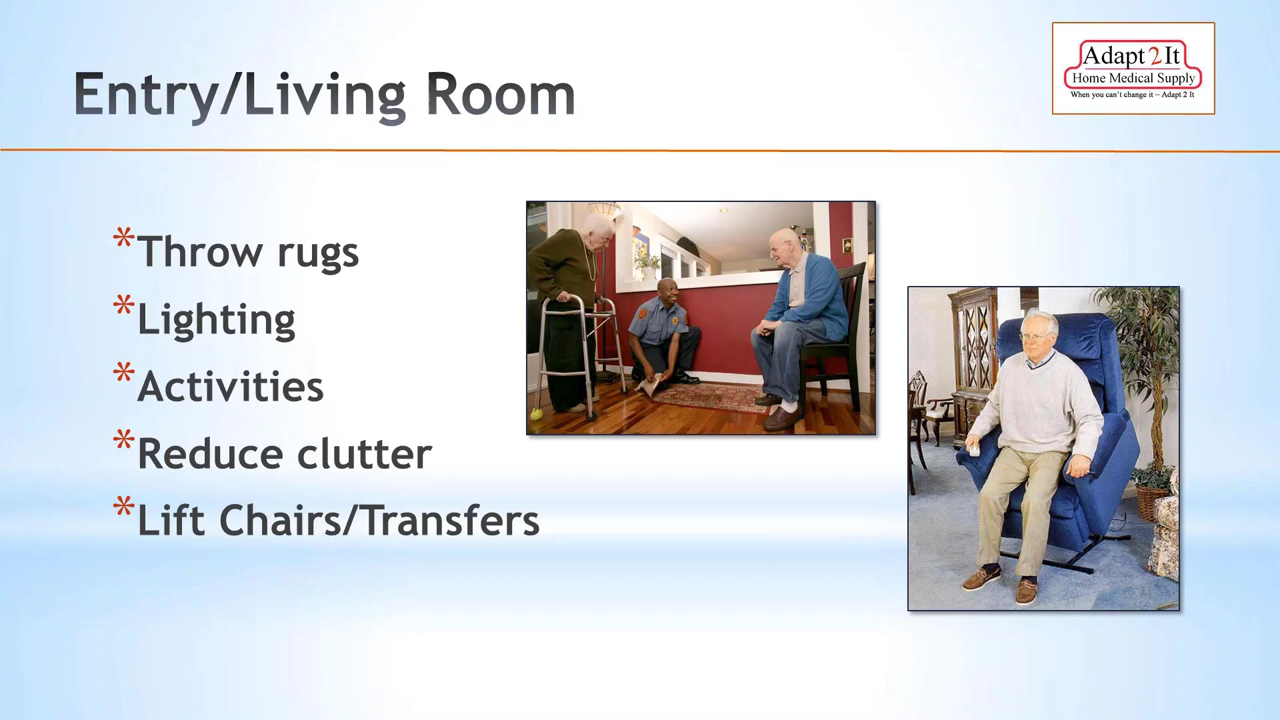 Entry/Living Room
Adapt 2 It
Home Medical Supply
When you can't change it ~ Adapt 2 It
* Throw rugs
* Lighting
* Activities
* Reduce clutter
* Lift Chairs/Transfers